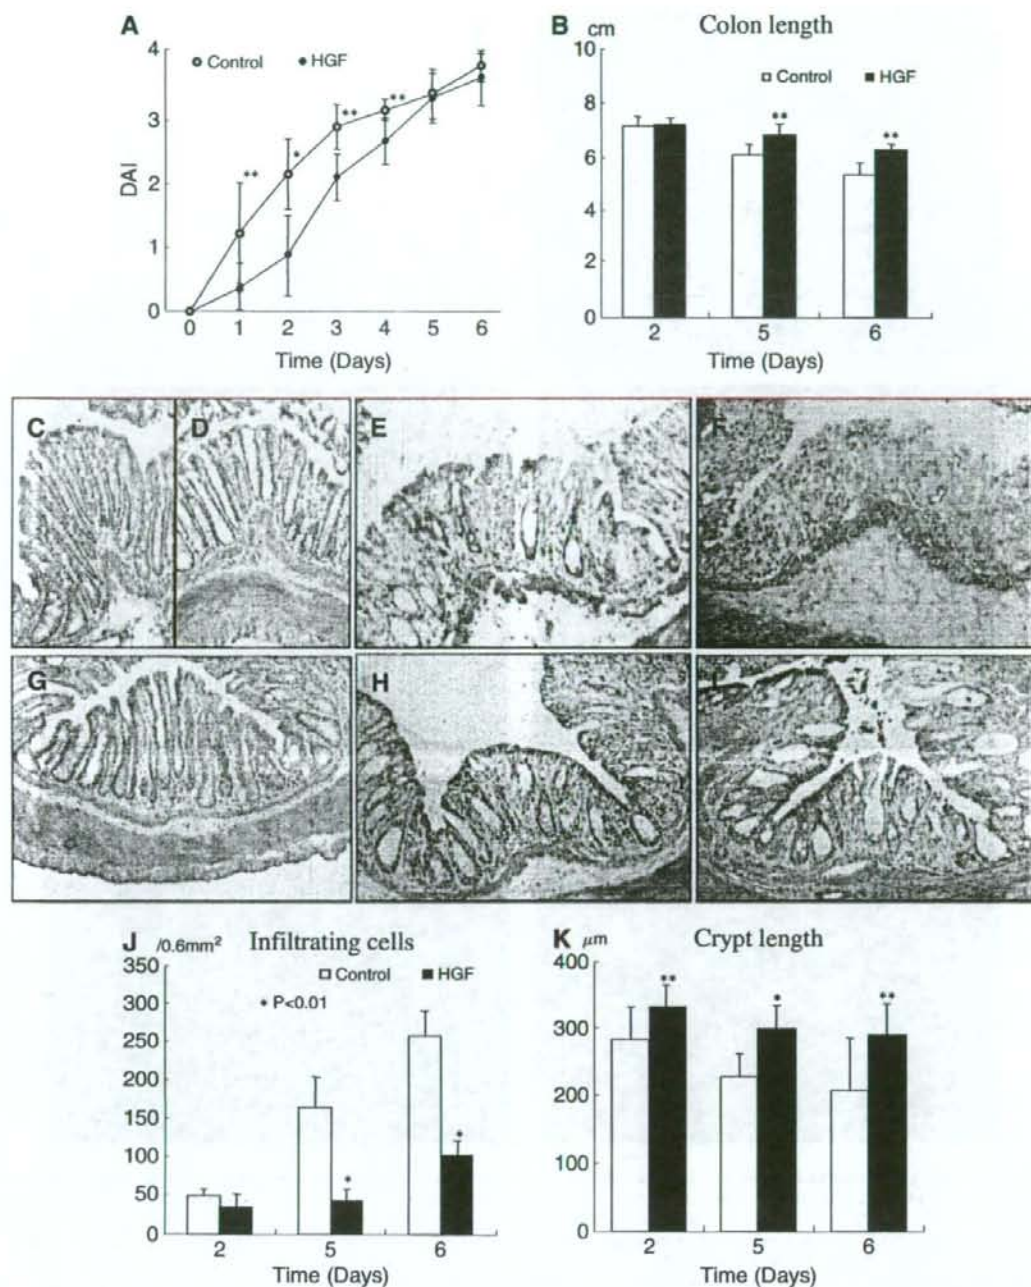 A
4
3
2
1
0
DAI
Control
HGF
**
*
**
**
0 1 2 3 4 5 6
Time (Days)
B cm Colon length
10
8
6
4
2
0
Control
HGF
**
**
2 5 6
Time (Days)
C
D
E
F
G
H
I
J /0.6mm² Infiltrating cells
350
300
250
200
150
100
50
0
Control
HGF
* P<0.01
*
*
2 5 6
Time (Days)
K μm Crypt length
400
300
200
100
0
Control
HGF
**
*
**
2 5 6
Time (Days)